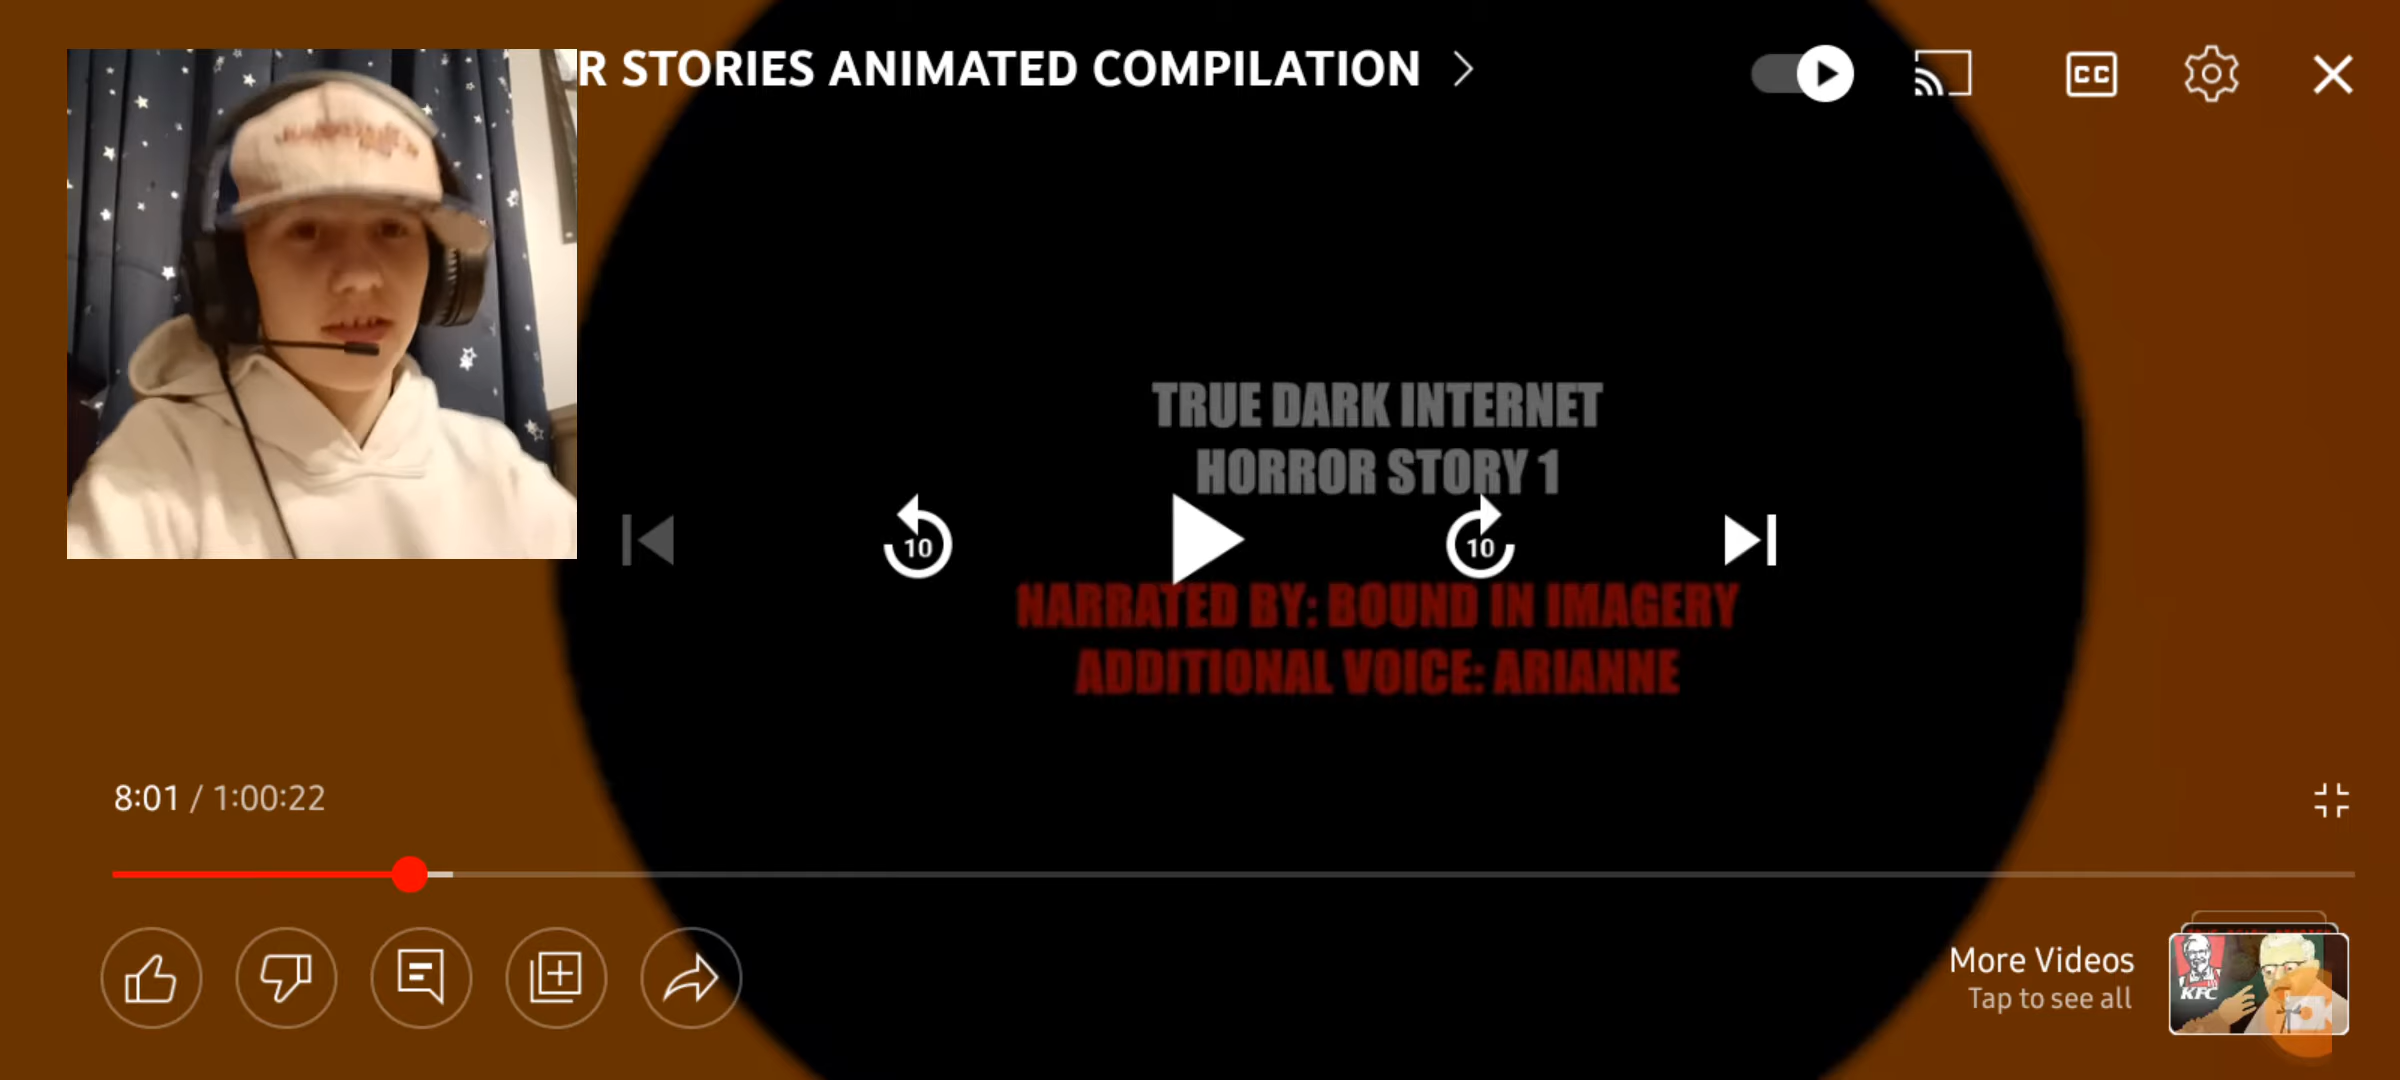 R STORIES ANIMATED COMPILATION
CC
TRUE DARK INTERNET
HORROR STORY 1
10
10
NARRATED BY: BOUND IN IMAGERY
ADDITIONAL VOICE: ARIANNE
8:01 / 1:00:22
More Videos
Tap to see all
KFC